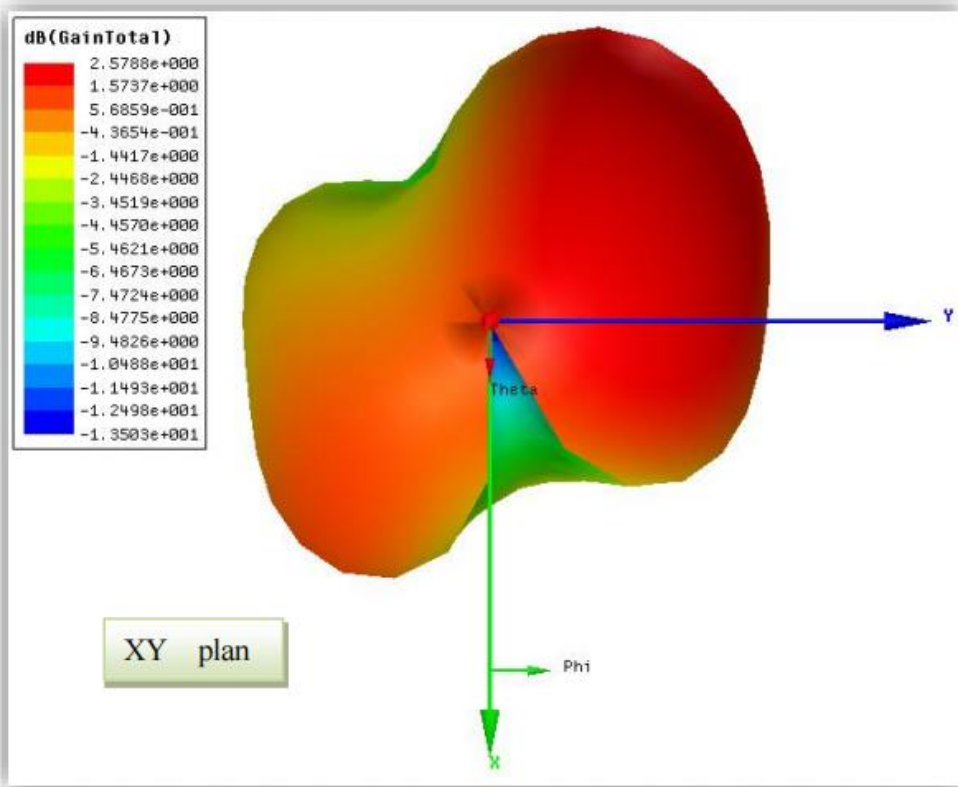 dB(GainTotal)
2.5788e+000
1.5737e+000
5.6859e-001
-4.3654e-001
-1.4417e+000
-2.4468e+000
-3.4519e+000
-4.4570e+000
-5.4621e+000
-6.4673e+000
-7.4724e+000
-8.4775e+000
-9.4826e+000
-1.0488e+001
-1.1493e+001
-1.2498e+001
-1.3503e+001
Y
Theta
XY plan
Phi
X